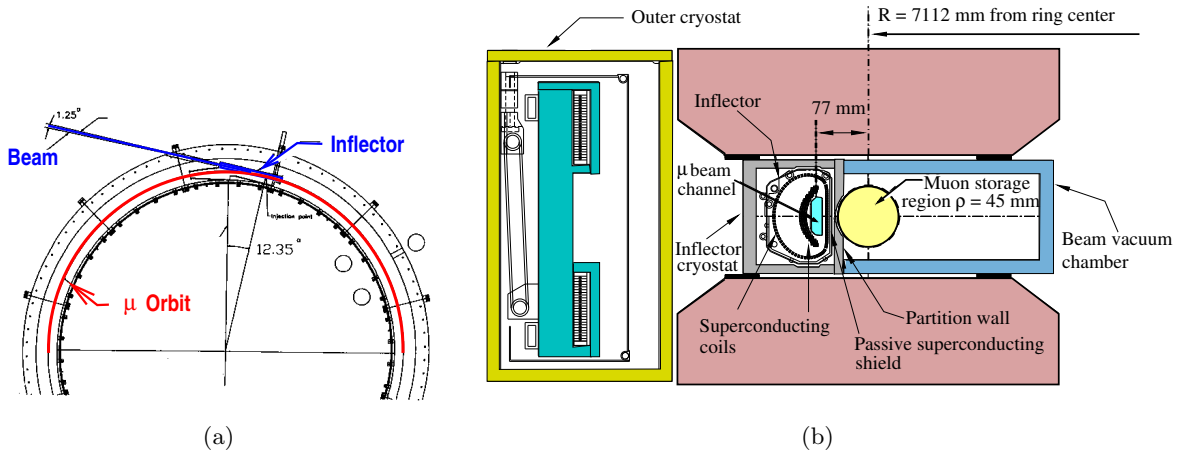 1.25°
Beam
Inflector
Injection point
12.35°
μ Orbit
(a)
Outer cryostat
R = 7112 mm from ring center
Inflector
77 mm
μ beam
channel
Muon storage
region ρ = 45 mm
Inflector
cryostat
Beam vacuum
chamber
Superconducting
coils
Partition wall
Passive superconducting
shield
(b)